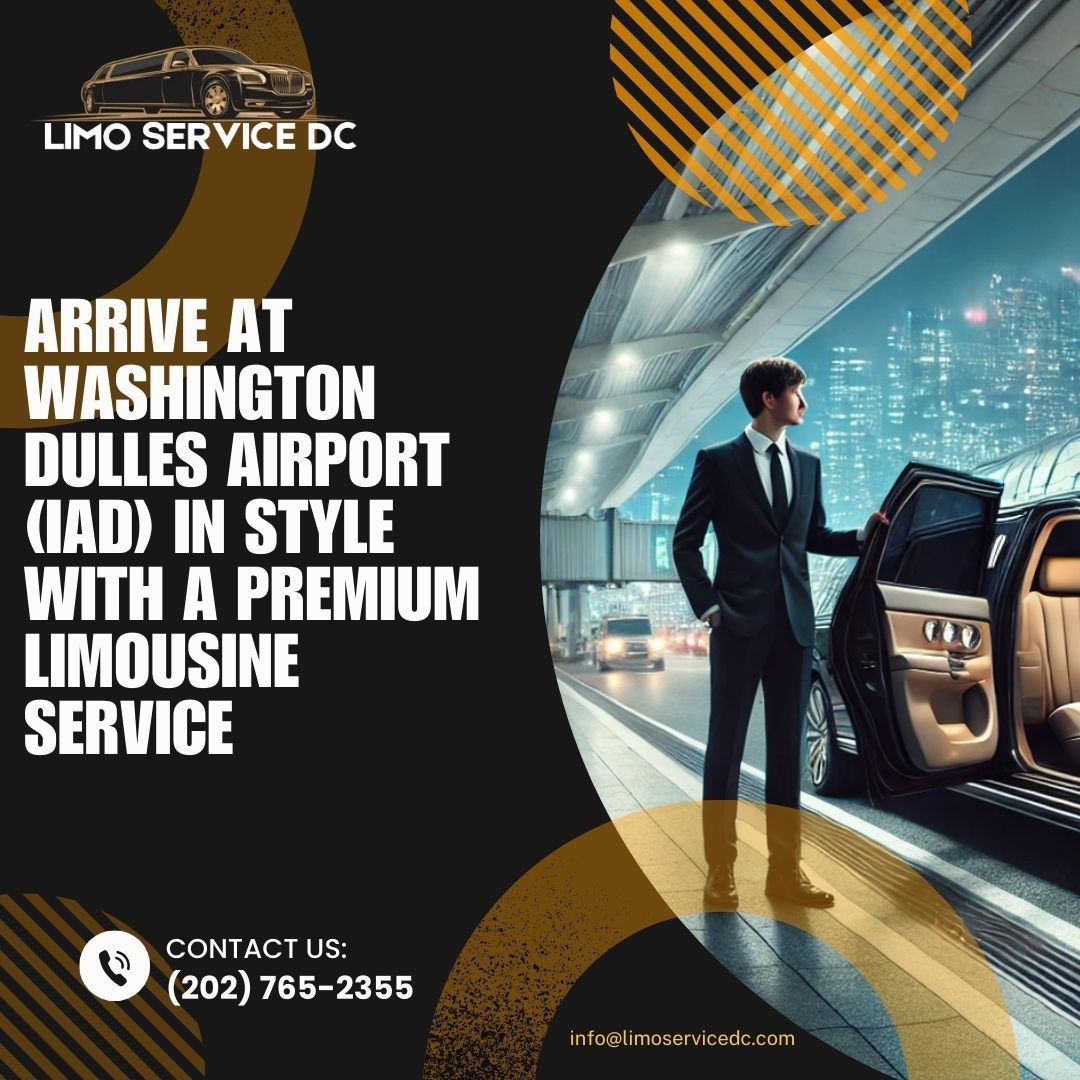 LIMO SERVICE DC
ARRIVE AT
WASHINGTON
DULLES AIRPORT
(IAD) IN STYLE
WITH A PREMIUM
LIMOUSINE
SERVICE
CONTACT US:
(202) 765-2355
info@limoservicedc.com